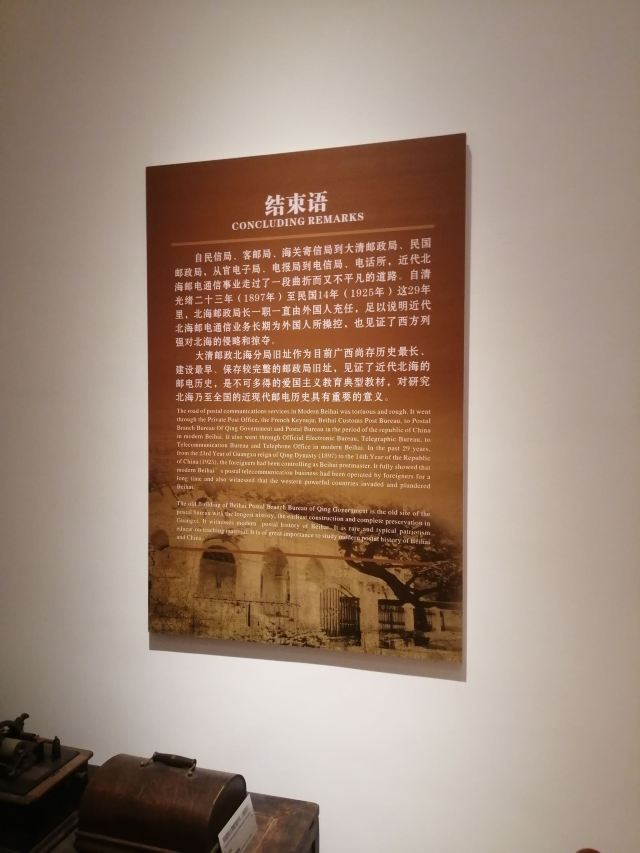 结束语
CONCLUDING REMARKS
自民信局、客邮局、海关寄信局到大清邮政局、民国
邮政局，从官电子局、电报局到电信局、电话所，近代北
海邮电通信事业走过了一段曲折而又不平凡的道路。自清
光绪二十三年（1897年）至民国14年（1925年）这29年
里，北海邮政局长一职一直由外国人充任，足以说明近代
北海邮电通信业务长期为外国人所操控，也见证了西方列
强对北海的侵略和掠夺。
大清邮政北海分局旧址作为目前广西尚存历史最长、
建设最早、保存较完整的邮政局旧址，见证了近代北海的
邮电历史，是不可多得的爱国主义教育典型教材，对研究
北海乃至全国的近现代邮电历史具有重要的意义。
The road of postal communications services in Modern Beihai was tortuous and rough. It went
through the Private Post Office, the French Keyouju, Beihai Customs Post Bureau, to Postal
Branch Bureau Of Qing Government and Postal Bureau in the period of the republic of China
in modern Beihai. It also went through Official Electronic Bureau, Telegraphic Bureau, to
Telecommunication Bureau and Telephone Office in modern Beihai. In the past 29 years,
from the 23rd Year of Guangxu reign of Qing Dynasty (1897) to the 14th Year of the Republic
of China (1925), the foreigners had been controlling as Beihai postmaster. It fully showed that
modern Beihai's postal telecommunication business had been operated by foreigners for a
long time and also witnessed that the western powerful countries invaded and plundered
Beihai.
The old Building of Beihai Postal Branch Bureau of Qing Government is the old site of the
postal bureau with the longest history, the earliest construction and complete preservation in
Guangxi. It witnesses modern postal history of Beihai. It as rare and typical patriotism
education teaching material. It is of great importance to study modern postal history of Beihai
and China.